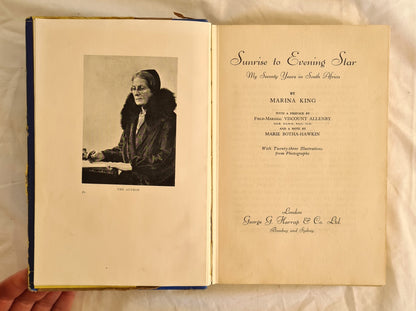 THE AUTHOR
Sunrise to Evening Star
My Seventy Years in South Africa
BY
MARINA KING
WITH A PREFACE BY
FIELD-MARSHAL VISCOUNT ALLENBY
AND A NOTE BY
MARIE BOTHA-HAWKIN
With Twenty-three Illustrations
from Photographs
London
George G. Harrap & Co. Ltd.
Bombay and Sydney